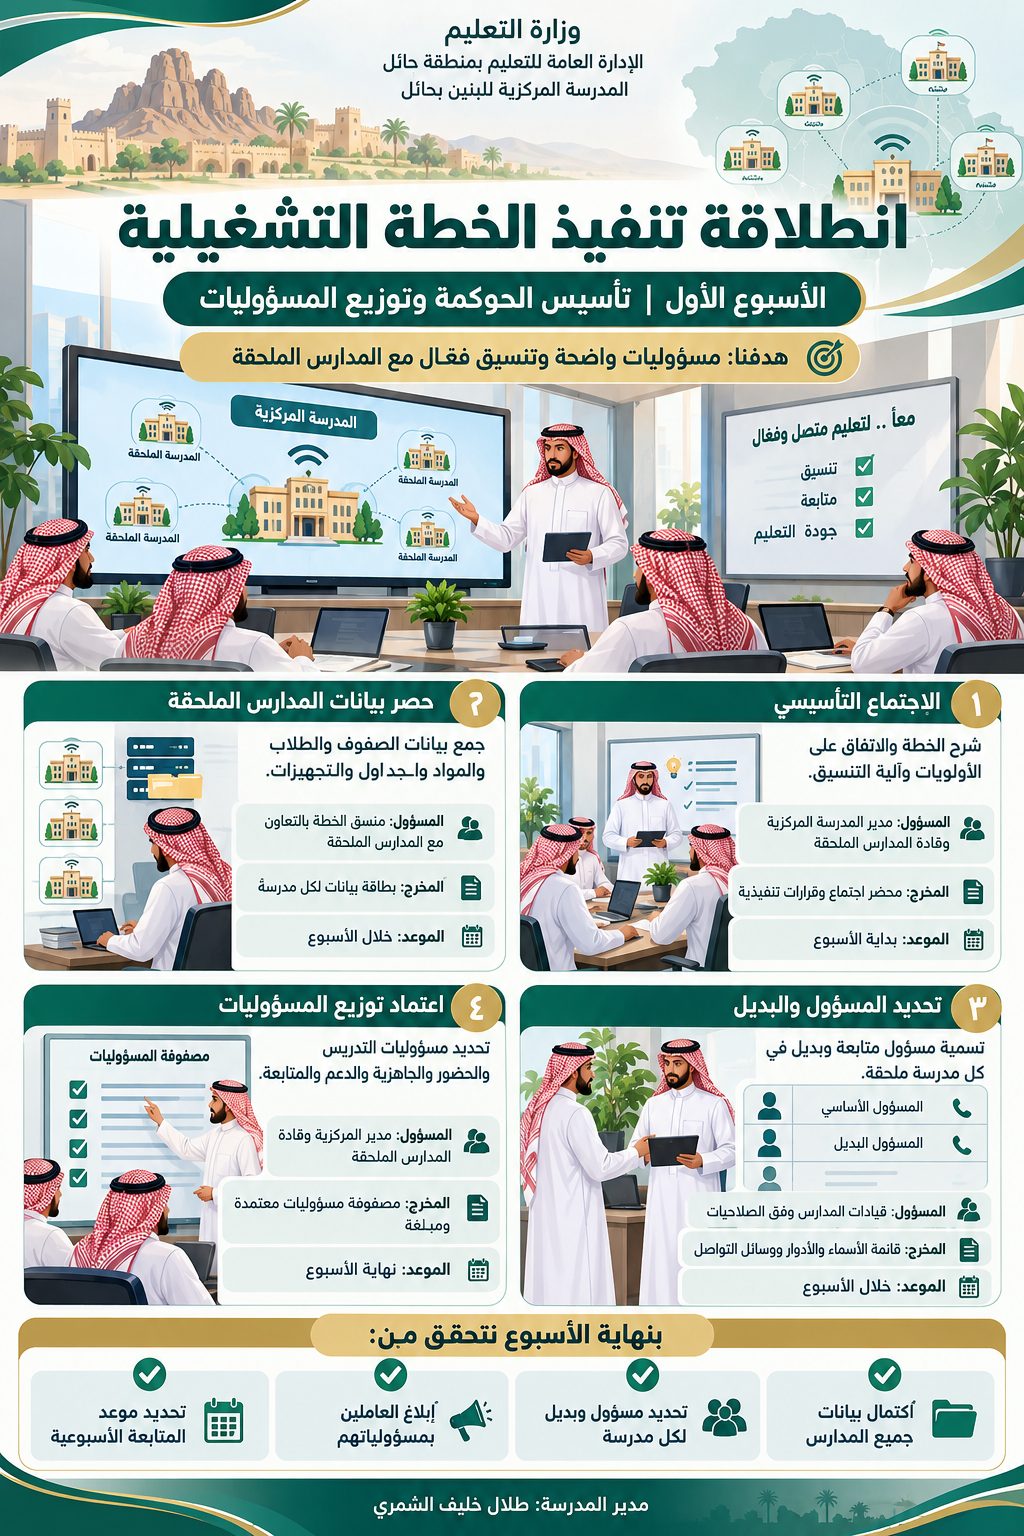 وزارة التعليم
الإدارة العامة للتعليم بمنطقة حائل
المدرسة المركزية للبنين بحائل
انطلاقة تنفيذ الخطة التشغيلية
الأسبوع الأول | تأسيس الحوكمة وتوزيع المسؤوليات
هدفنا: مسؤوليات واضحة وتنسيق فعّال مع المدارس الملحقة
المدرسة المركزية
المدرسة الملحقة
المدرسة الملحقة
المدرسة الملحقة
المدرسة الملحقة
معاً .. لتعليم متصل وفعّال
تنسيق
متابعة
جودة التعليم
١
الاجتماع التأسيسي
شرح الخطة والاتفاق على
الأولويات وآلية التنسيق.
المسؤول: مدير المدرسة المركزية
وقادة المدارس الملحقة
المخرج: محضر اجتماع وقرارات تنفيذية
الموعد: بداية الأسبوع
٢
حصر بيانات المدارس الملحقة
جمع بيانات الصفوف والطلاب
والمواد والجداول والتجهيزات.
المسؤول: منسق الخطة بالتعاون
مع المدارس الملحقة
المخرج: بطاقة بيانات لكل مدرسة
الموعد: خلال الأسبوع
٣
تحديد المسؤول والبديل
تسمية مسؤول متابعة وبديل في
كل مدرسة ملحقة.
المسؤول الأساسي
المسؤول البديل
المسؤول: قيادات المدارس وفق الصلاحيات
المخرج: قائمة الأسماء والأدوار ووسائل التواصل
الموعد: خلال الأسبوع
٤
اعتماد توزيع المسؤوليات
تحديد مسؤوليات التدريس
والحضور والجاهزية والدعم والمتابعة.
مصفوفة المسؤوليات
المسؤول: مدير المركزية وقادة
المدارس الملحقة
المخرج: مصفوفة مسؤوليات معتمدة
ومبلغة
الموعد: نهاية الأسبوع
بنهاية الأسبوع نتحقق من:
اكتمال بيانات
جميع المدارس
تحديد مسؤول وبديل
لكل مدرسة
إبلاغ العاملين
بمسؤولياتهم
تحديد موعد
المتابعة الأسبوعية
مدير المدرسة: طلال خليف الشمري